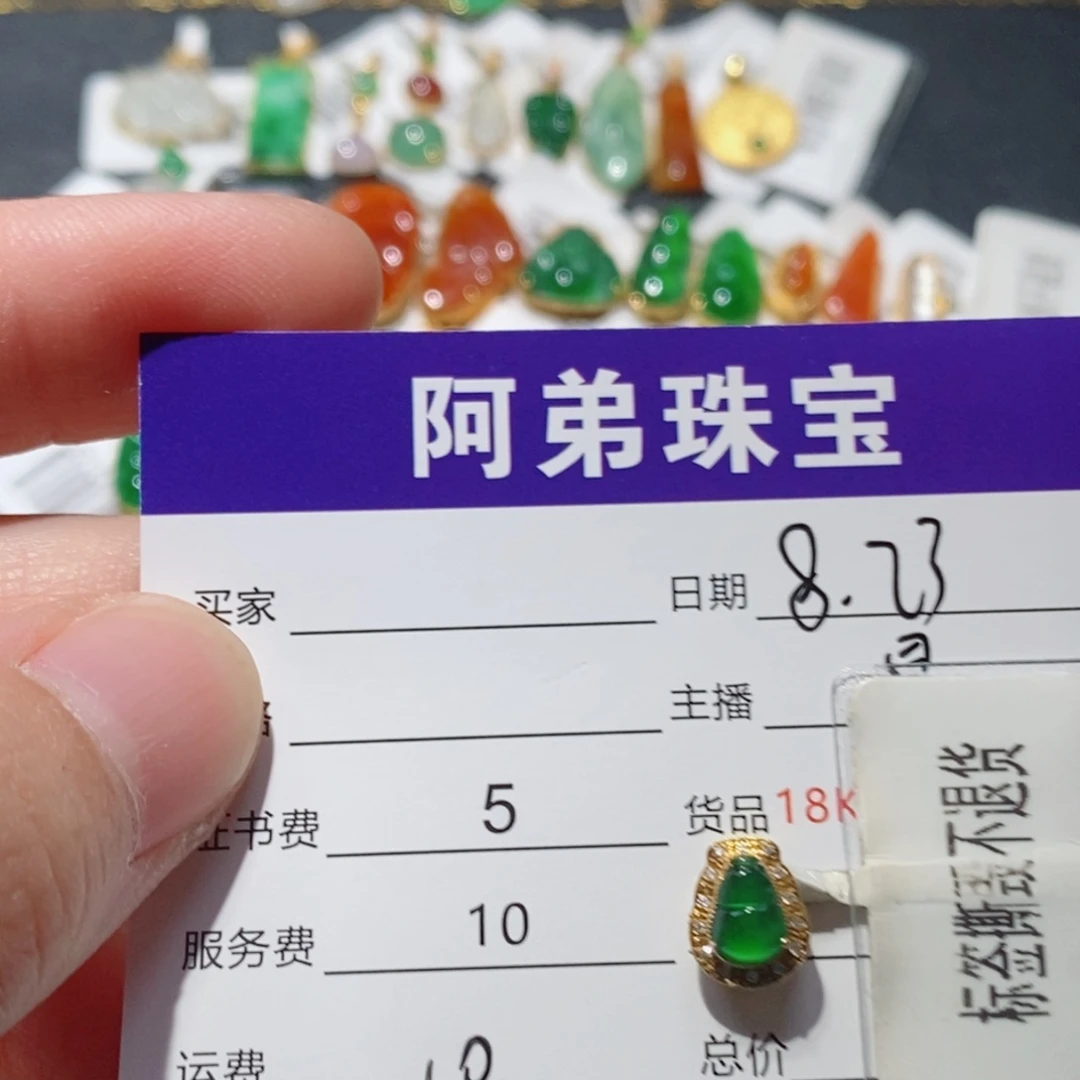 阿弟珠宝
买家 日期 8.23
主播
证书费 5 货品 18K
服务费 10
运费 总价
标签撕毁不退货